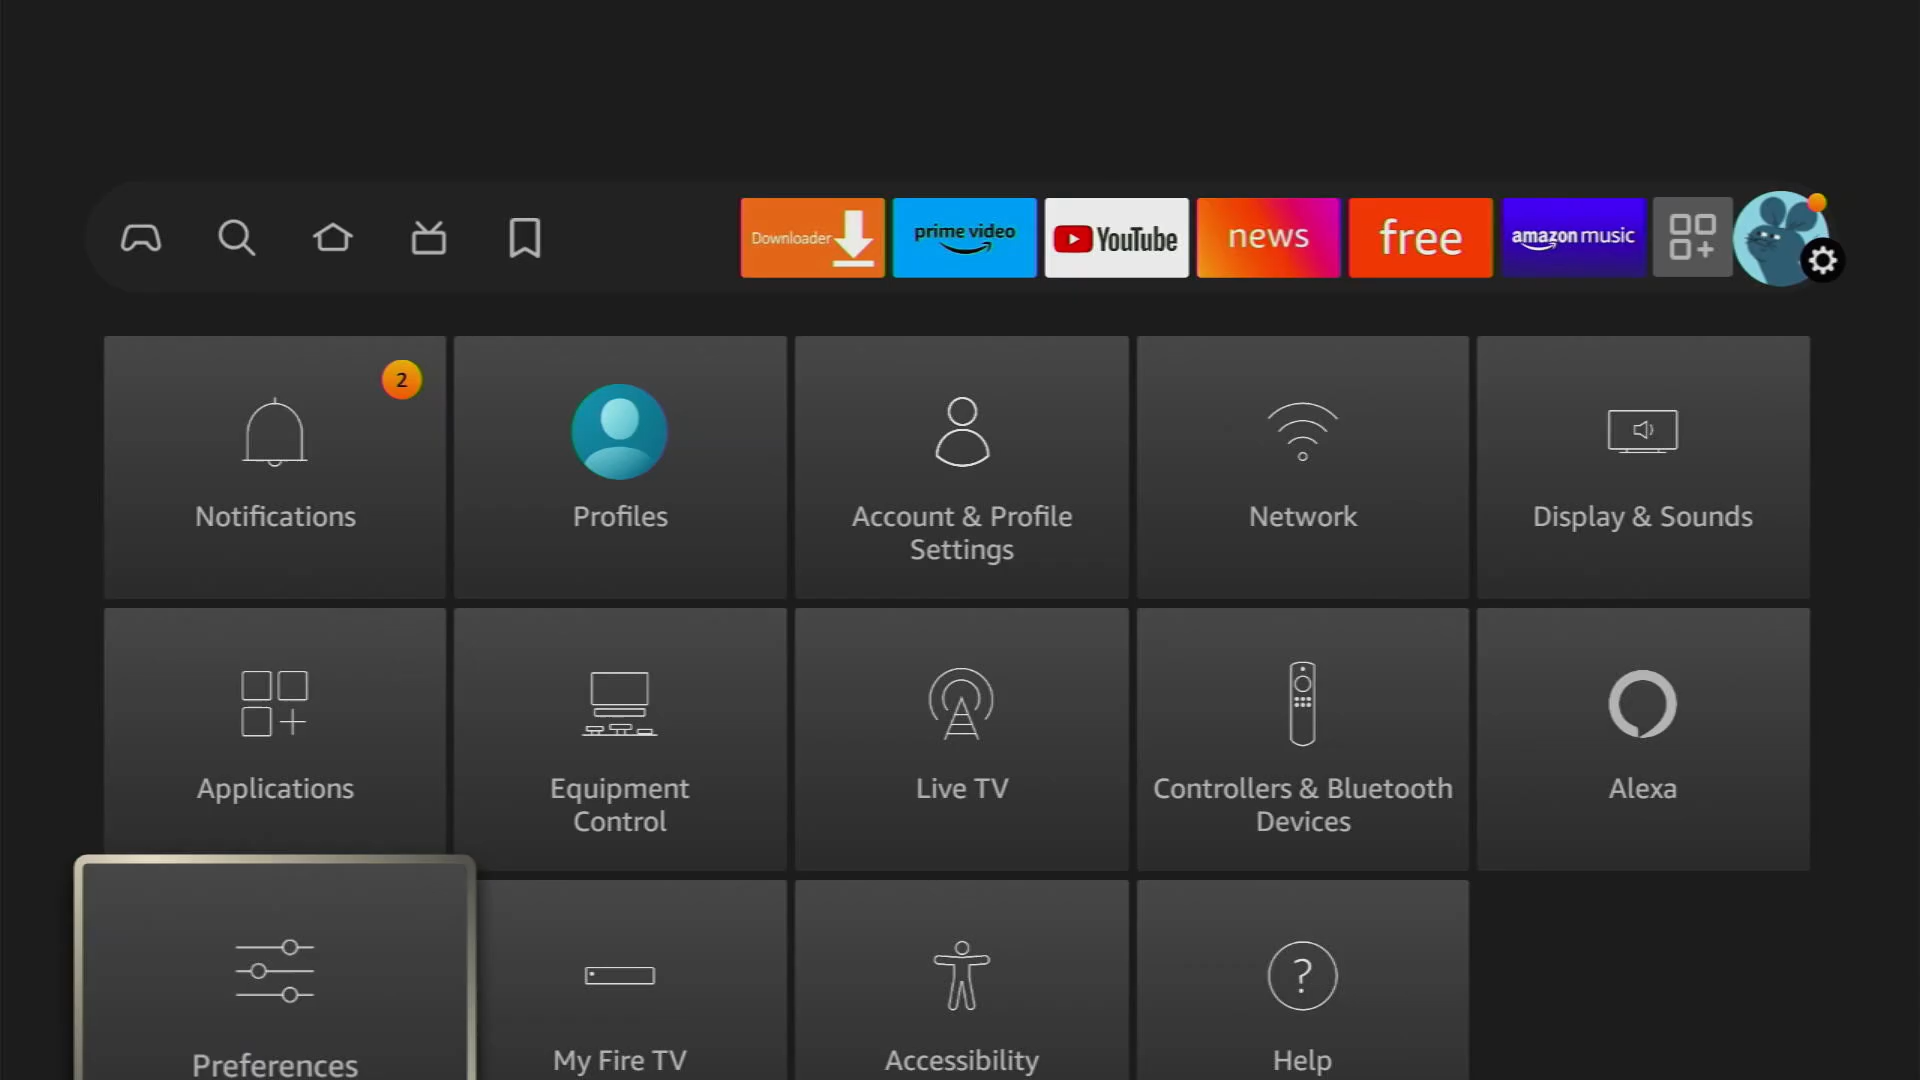 Downloader
prime video
YouTube
news
free
amazon music
2
Notifications
Profiles
Account & Profile
Settings
Network
Display & Sounds
Applications
Equipment
Control
Live TV
Controllers & Bluetooth
Devices
Alexa
Preferences
My Fire TV
Accessibility
?
Help